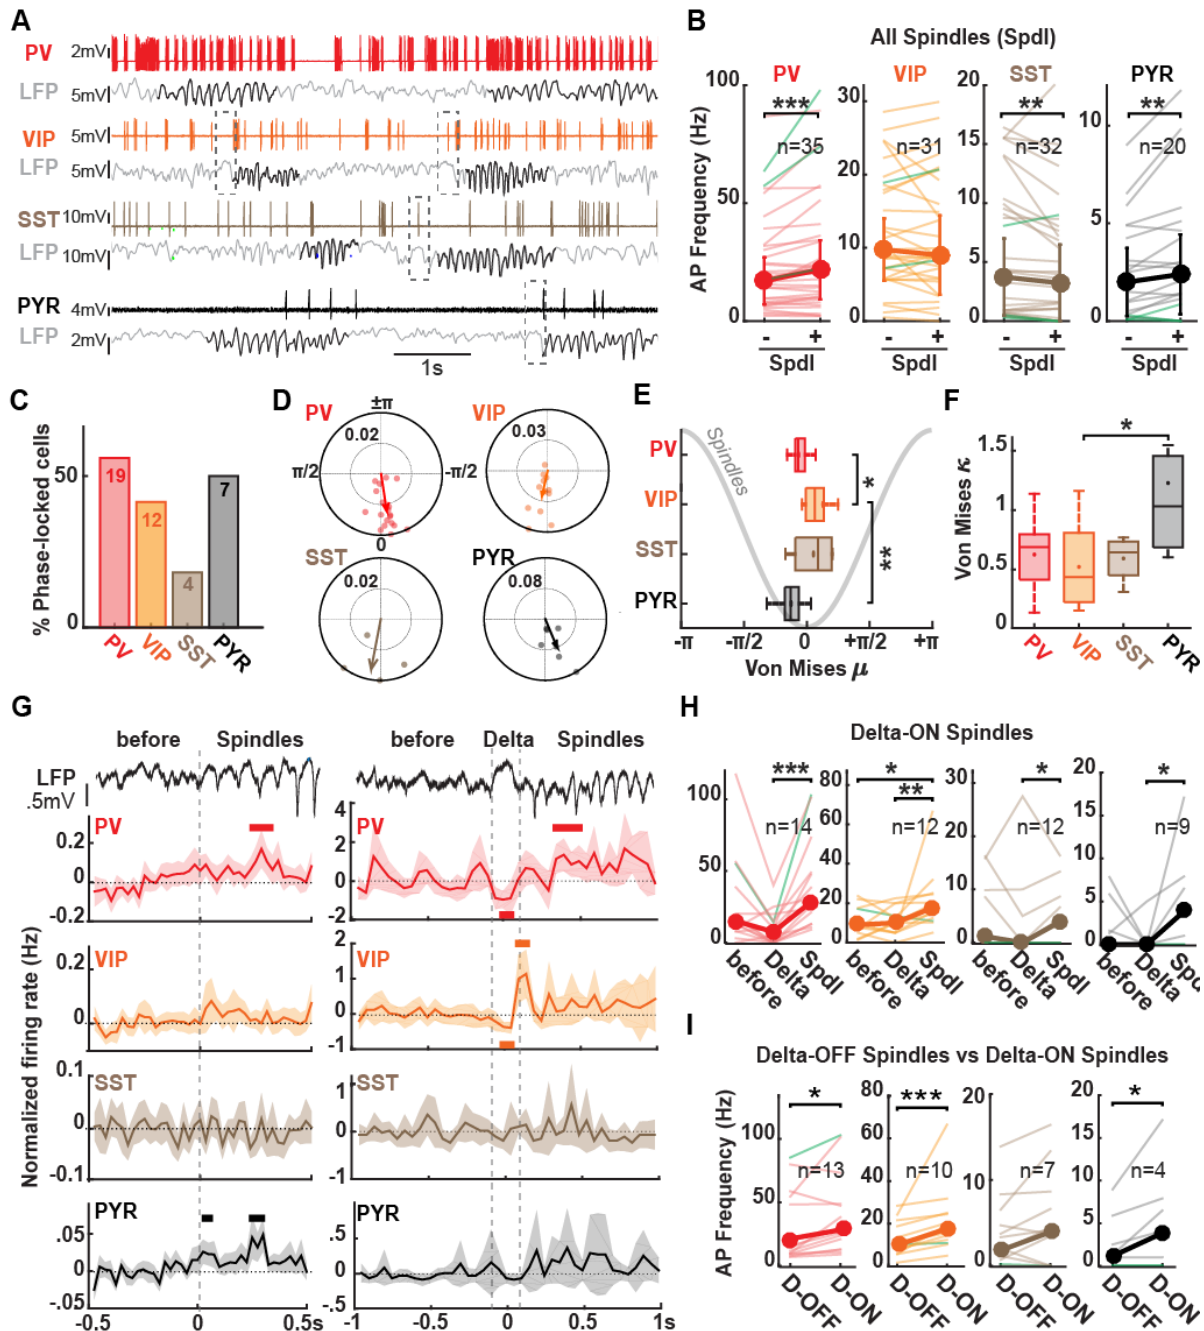 A
PV 2mV
LFP 5mV
VIP 5mV
LFP 5mV
SST 10mV
LFP 10mV
PYR 4mV
LFP 2mV
1s
B
All Spindles (Spdl)
PV VIP SST PYR
AP Frequency (Hz)
100 50 0
*** n=35
30 20 10 0
n=31
20 15 10 5 0
** n=32
10 5 0
** n=20
- + - + - + - +
Spdl Spdl Spdl Spdl
C
% Phase-locked cells
50 0
19 12 4 7
PV VIP SST PYR
D
PV ±π 0.02 π/2 -π/2 0
VIP 0.03
SST 0.02
PYR 0.08
E
Spindles
PV
VIP
SST
PYR
* **
-π -π/2 0 +π/2 +π
Von Mises μ
F
Von Mises κ
1.5 1 0.5 0
*
PV VIP SST PYR
G
before Spindles before Delta Spindles
LFP
.5mV
Normalized firing rate (Hz)
PV 0.2 0 -0.2
4 2 0 -2
VIP 0.2 0
2 1 0 -1
SST 0.1 0 -0.1
SST 1 0 -1
PYR .05 0 -.05
PYR .5 0 -.5
-0.5 0 0.5s
-1 -0.5 0 0.5 1s
H
Delta-ON Spindles
100 50 0
*** n=14
80 60 40 20 0
* ** n=12
30 20 10 0
* n=12
20 15 10 5 0
* n=9
before Delta Spdl before Delta Spdl before Delta Spdl before Delta Spdl
I
Delta-OFF Spindles vs Delta-ON Spindles
AP Frequency (Hz)
100 50 0
* n=13
80 60 40 20 0
*** n=10
20 15 10 5 0
n=7
20 15 10 5 0
* n=4
D-OFF D-ON D-OFF D-ON D-OFF D-ON D-OFF D-ON